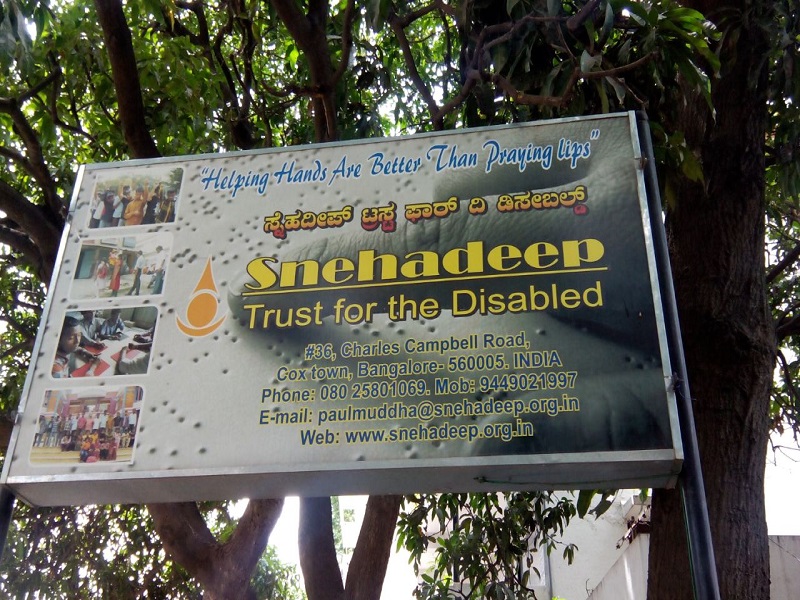 "Helping Hands Are Better Than Praying lips"
ಸ್ನೇಹದೀಪ್ ಟ್ರಸ್ಟ್ ಫಾರ್ ದಿ ಡಿಸೇಬಲ್ಡ್
Snehadeep
Trust for the Disabled
#36, Charles Campbell Road,
Cox town, Bangalore- 560005. INDIA
Phone: 080 25801069. Mob: 9449021997
E-mail: paulmuddha@snehadeep.org.in
Web: www.snehadeep.org.in